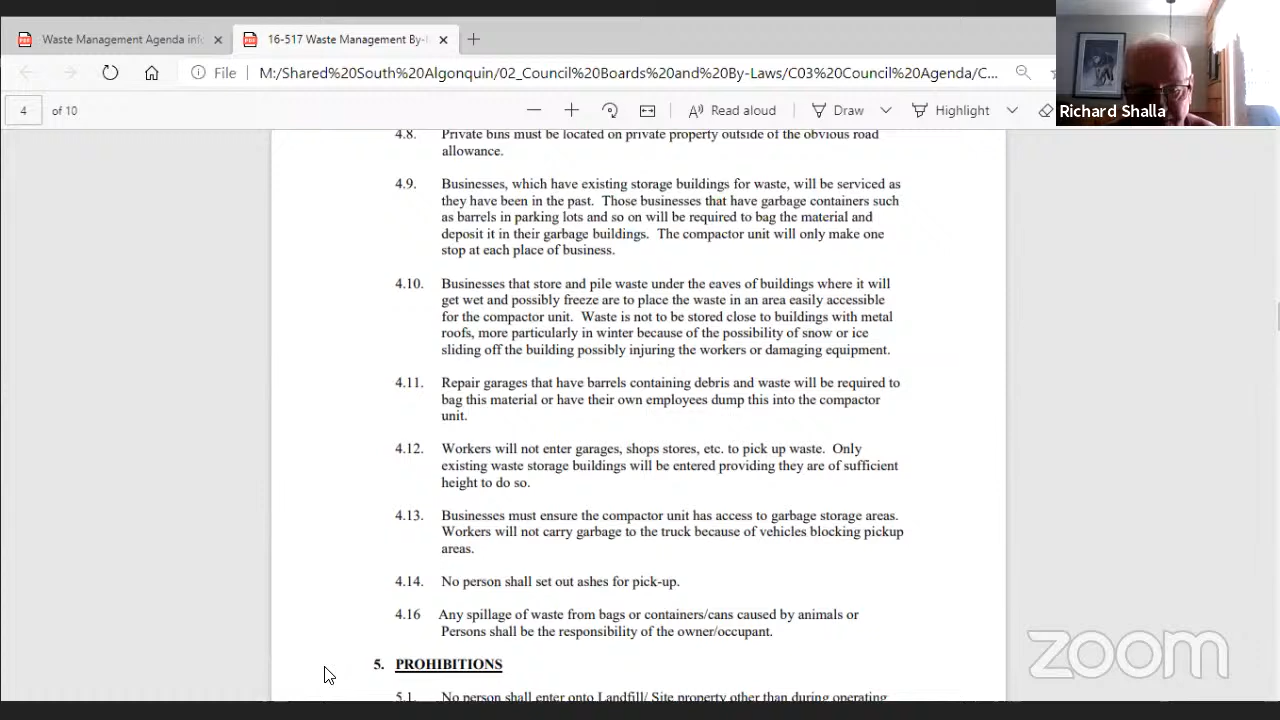 Waste Management Agenda inf
16-517 Waste Management By-
File M:/Shared%20South%20Algonquin/02_Council%20Boards%20and%20By-Laws/C03%20Council%20Agenda/C...
4 of 10
Read aloud Draw Highlight
Richard Shalla
4.8. Private bins must be located on private property outside of the obvious road
allowance.
4.9. Businesses, which have existing storage buildings for waste, will be serviced as
they have been in the past. Those businesses that have garbage containers such
as barrels in parking lots and so on will be required to bag the material and
deposit it in their garbage buildings. The compactor unit will only make one
stop at each place of business.
4.10. Businesses that store and pile waste under the eaves of buildings where it will
get wet and possibly freeze are to place the waste in an area easily accessible
for the compactor unit. Waste is not to be stored close to buildings with metal
roofs, more particularly in winter because of the possibility of snow or ice
sliding off the building possibly injuring the workers or damaging equipment.
4.11. Repair garages that have barrels containing debris and waste will be required to
bag this material or have their own employees dump this into the compactor
unit.
4.12. Workers will not enter garages, shops stores, etc. to pick up waste. Only
existing waste storage buildings will be entered providing they are of sufficient
height to do so.
4.13. Businesses must ensure the compactor unit has access to garbage storage areas.
Workers will not carry garbage to the truck because of vehicles blocking pickup
areas.
4.14. No person shall set out ashes for pick-up.
4.16 Any spillage of waste from bags or containers/cans caused by animals or
Persons shall be the responsibility of the owner/occupant.
5. PROHIBITIONS
5.1 No person shall enter onto Landfill/ Site property other than during operating
zoom